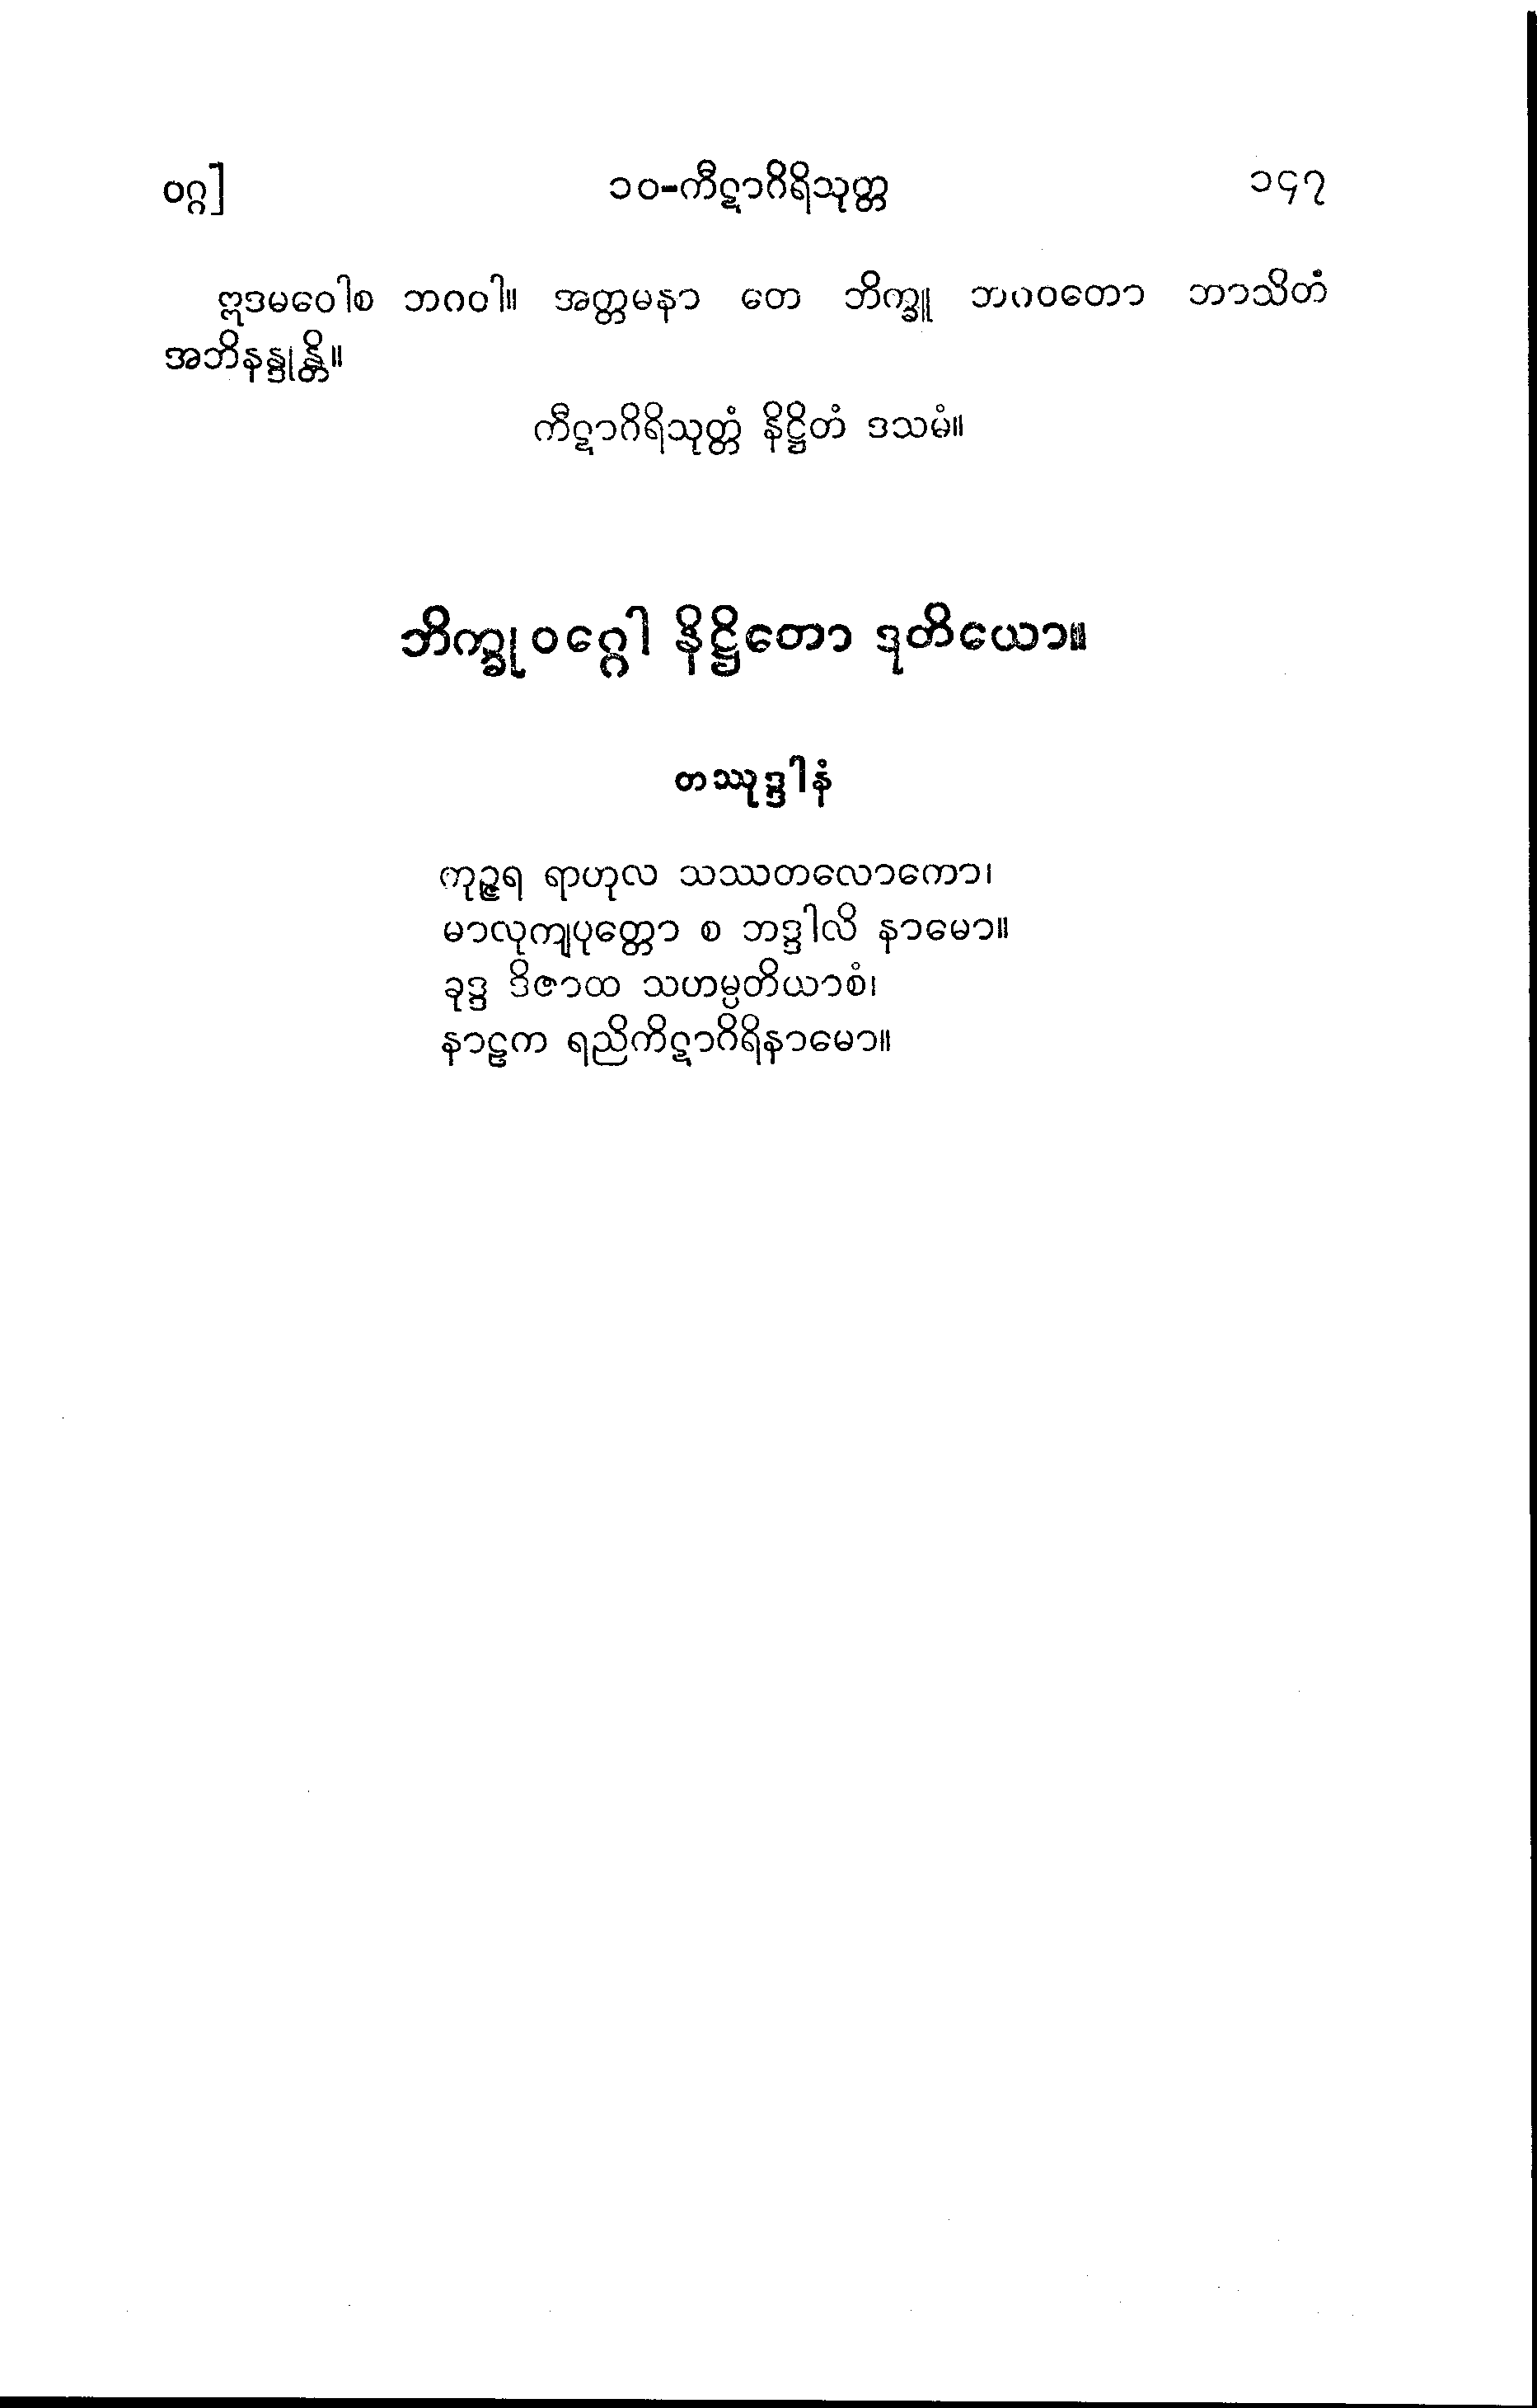 ဝဂ္ဂ] ၁၀-ကီဋာဂိရိသုတ္တ ၁၄၇
ဣဒမဝေါစ ဘဂဝါ။ အတ္တမနာ တေ ဘိက္ခူ ဘဂဝတော ဘာသိတံ
အဘိနန္ဒုန္တိ။
ကီဋာဂိရိသုတ္တံ နိဋ္ဌိတံ ဒသမံ။
ဘိက္ခုဝဂ္ဂေါ နိဋ္ဌိတော ဒုတိယော။
တဿုဒ္ဒါနံ
ကုဉ္ဇရ ရာဟုလ သဿတလောကော၊
မာလုကျပုတ္တော စ ဘဒ္ဒါလိ နာမော။
ခုဒ္ဒ ဒိဇာထ သဟမ္ပတိယာစံ၊
နာဠက ရညိကိဋာဂိရိနာမော။